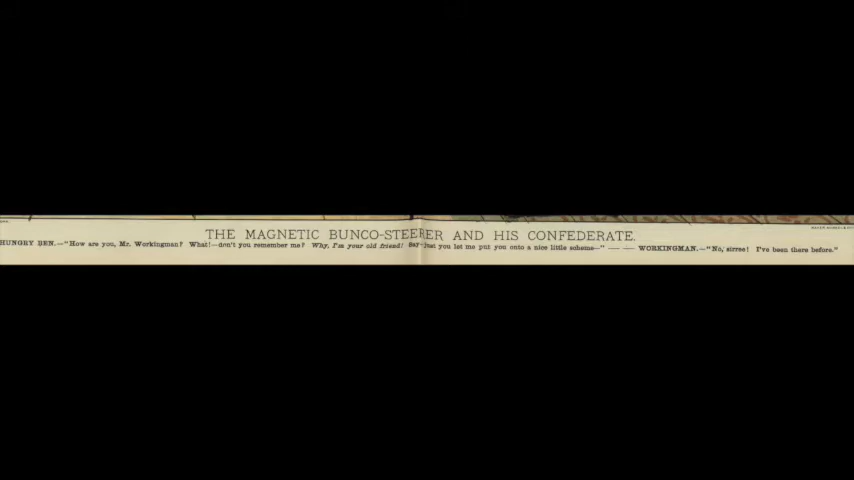 THE MAGNETIC BUNCO-STEERER AND HIS CONFEDERATE.
HUNGRY BEN.—"How are you, Mr. Workingman? What!—don't you remember me? Why, I'm your old friend! Say—just you let me put you onto a nice little scheme—" — — WORKINGMAN.—"No, sirree! I've been there before."